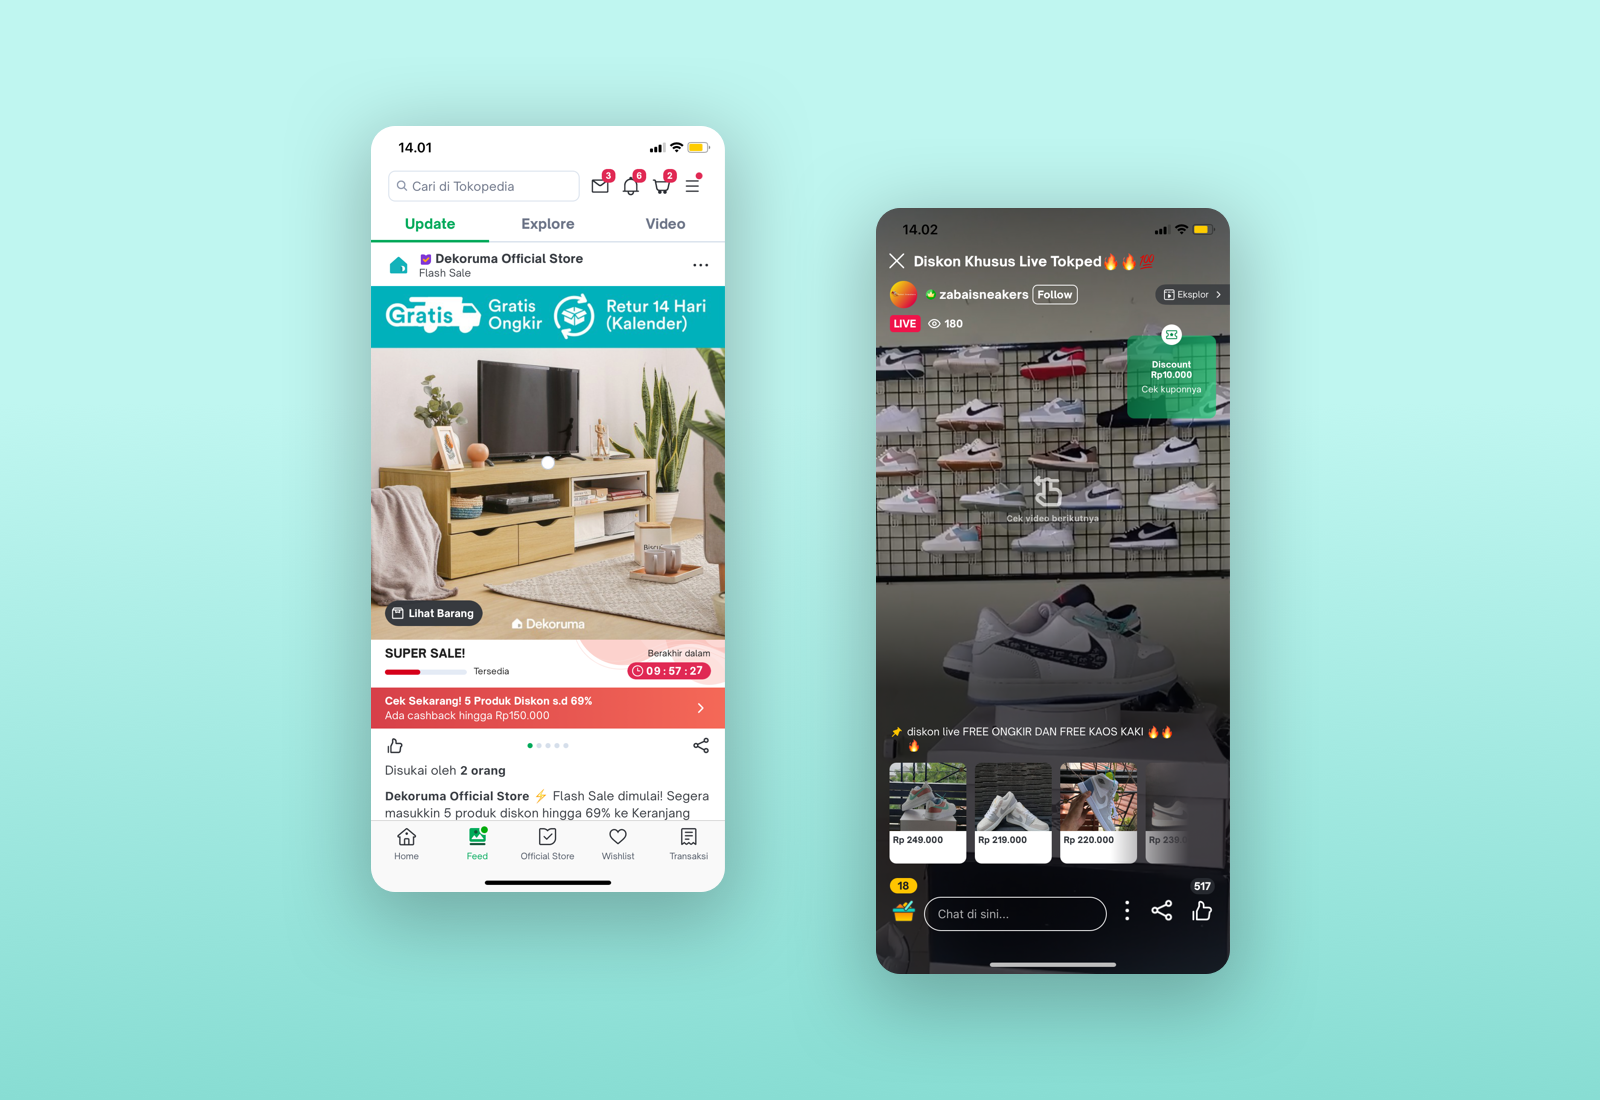 14.01
Cari di Tokopedia
3
6
2
Update
Explore
Video
Dekoruma Official Store
Flash Sale
Gratis
Gratis
Ongkir
Retur 14 Hari
(Kalender)
Lihat Barang
Dekoruma
SUPER SALE!
Tersedia
Berakhir dalam
09 : 57 : 27
Cek Sekarang! 5 Produk Diskon s.d 69%
Ada cashback hingga Rp150.000
Disukai oleh 2 orang
Dekoruma Official Store ⚡ Flash Sale dimulai! Segera
masukkin 5 produk diskon hingga 69% ke Keranjang
Home
Feed
Official Store
Wishlist
Transaksi
14.02
Diskon Khusus Live Tokped🔥🔥💯
zabaisneakers
Follow
Eksplor
LIVE
180
Discount
Rp10.000
Cek kuponnya
Cek video berikutnya
📌 diskon live FREE ONGKIR DAN FREE KAOS KAKI 🔥🔥
🔥
Rp 249.000
Rp 219.000
Rp 220.000
Rp 239
18
Chat di sini...
517